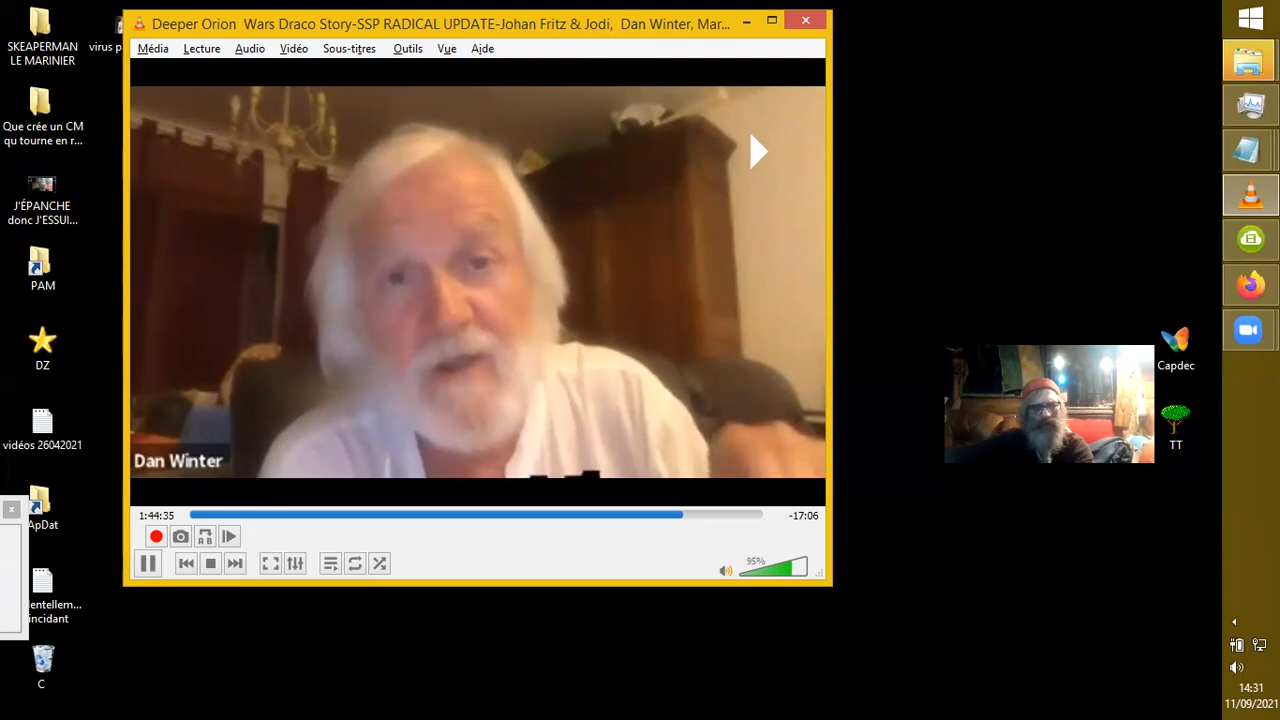 Deeper Orion  Wars Draco Story-SSP RADICAL UPDATE-Johan Fritz & Jodi,  Dan Winter, Mar...
Média Lecture Audio Vidéo Sous-titres Outils Vue Aide
SKEAPERMAN
LE MARINIER
virus
Que crée un CM
qu tourne en r...
J'ÉPANCHE
donc J'ESSUI...
PAM
DZ
vidéos 26042021
ApDat
entellem...
incidant
C
Dan Winter
1:44:35
-17:06
A B
95%
Capdec
TT
14:31
11/09/2021